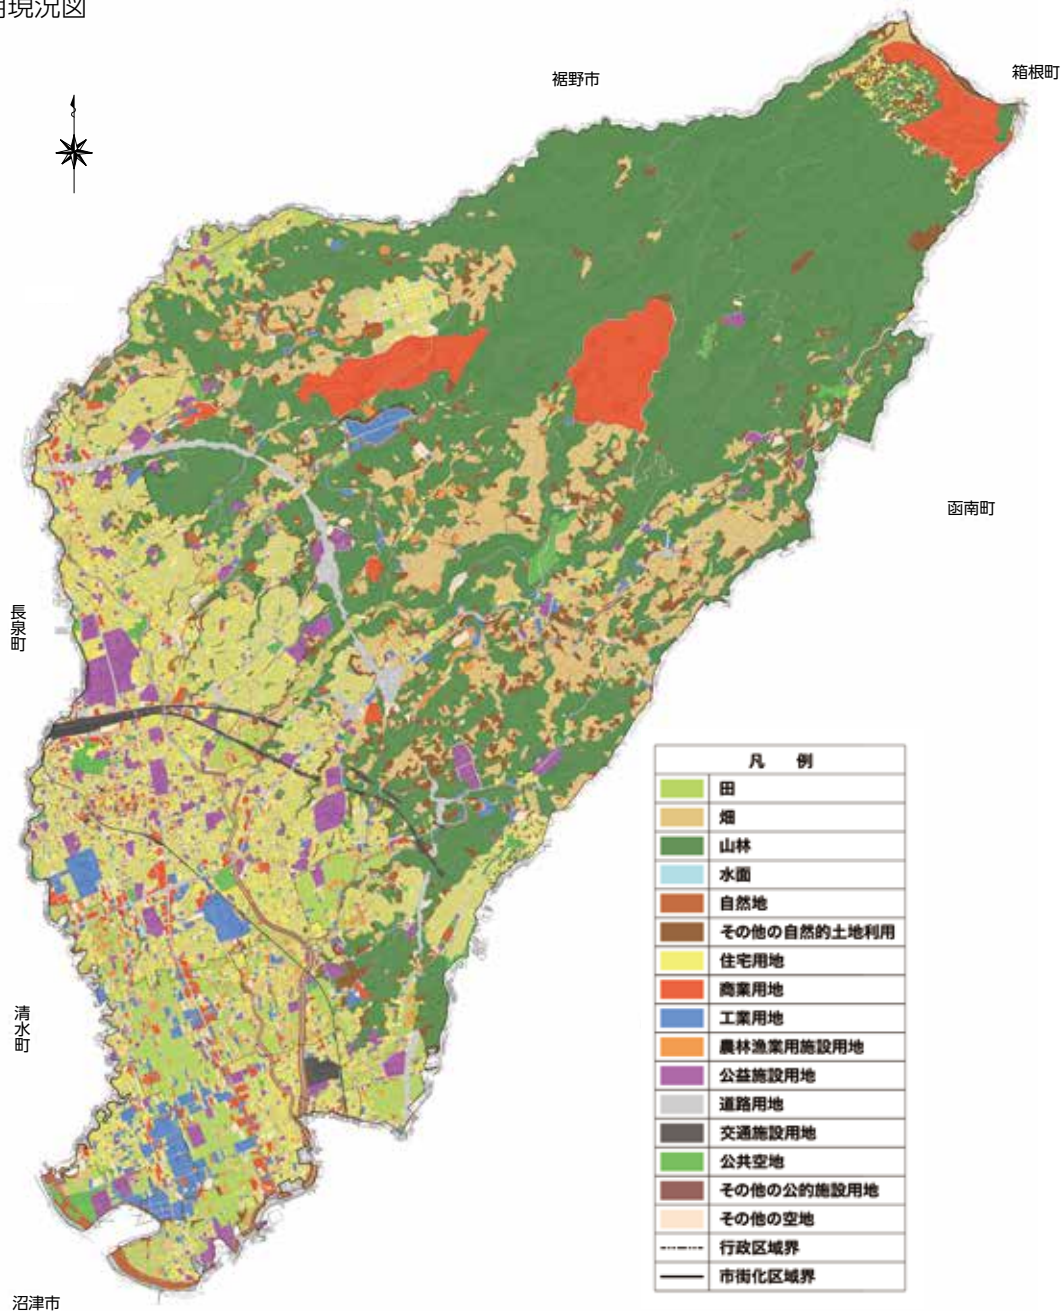 現況図
裾野市
箱根町
函南町
長泉町
清水町
沼津市
凡 例
田
畑
山林
水面
自然地
その他の自然的土地利用
住宅用地
商業用地
工業用地
農林漁業用施設用地
公益施設用地
道路用地
交通施設用地
公共空地
その他の公的施設用地
その他の空地
行政区域界
市街化区域界